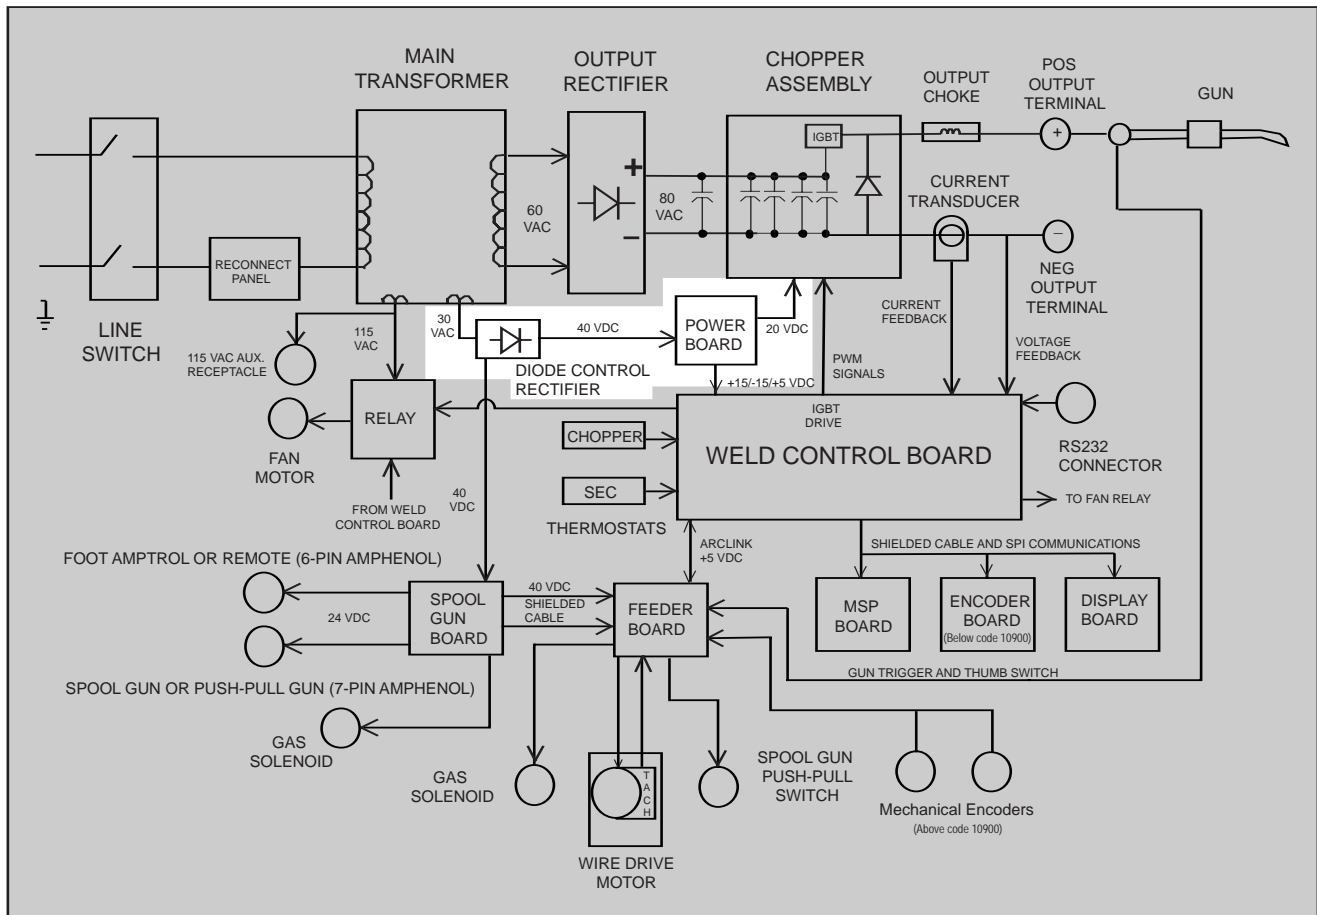 MAIN
TRANSFORMER
OUTPUT
RECTIFIER
CHOPPER
ASSEMBLY
OUTPUT
CHOKE
POS
OUTPUT
TERMINAL
GUN
IGBT
+
+
60
VAC
80
VAC
–
CURRENT
TRANSDUCER
–
NEG
OUTPUT
TERMINAL
RECONNECT
PANEL
LINE
SWITCH
115 VAC AUX.
RECEPTACLE
115
VAC
30
VAC
40 VDC
POWER
BOARD
20 VDC
DIODE CONTROL
RECTIFIER
+15/-15/+5 VDC
PWM
SIGNALS
CURRENT
FEEDBACK
VOLTAGE
FEEDBACK
FAN
MOTOR
RELAY
FROM WELD
CONTROL BOARD
40
VDC
CHOPPER
SEC
THERMOSTATS
IGBT
DRIVE
WELD CONTROL BOARD
RS232
CONNECTOR
TO FAN RELAY
ARCLINK
+5 VDC
SHIELDED CABLE AND SPI COMMUNICATIONS
FOOT AMPTROL OR REMOTE (6-PIN AMPHENOL)
24 VDC
SPOOL
GUN
BOARD
40 VDC
SHIELDED
CABLE
FEEDER
BOARD
MSP
BOARD
ENCODER
BOARD
(Below code 10900)
DISPLAY
BOARD
GUN TRIGGER AND THUMB SWITCH
SPOOL GUN OR PUSH-PULL GUN (7-PIN AMPHENOL)
GAS
SOLENOID
GAS
SOLENOID
T
A
C
H
WIRE DRIVE
MOTOR
SPOOL GUN
PUSH-PULL
SWITCH
Mechanical Encoders
(Above code 10900)